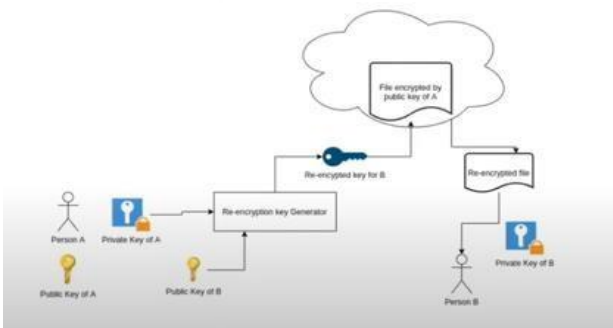 File encrypted by
public key of A
Re-encypted key for B
Re-encrypted file
Re-encryption key Generator
Person A
Private Key of A
Public Key of A
Public Key of B
Private Key of B
Person B